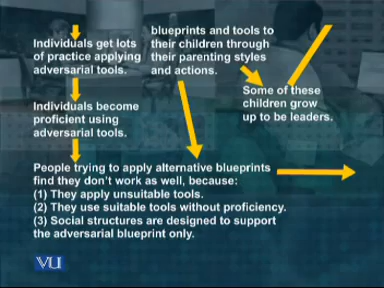 Individuals get lots
of practice applying
adversarial tools.
blueprints and tools to
their children through
their parenting styles
and actions.
Some of these
children grow
up to be leaders.
Individuals become
proficient using
adversarial tools.
People trying to apply alternative blueprints
find they don't work as well, because:
(1) They apply unsuitable tools.
(2) They use suitable tools without proficiency.
(3) Social structures are designed to support
the adversarial blueprint only.
VU